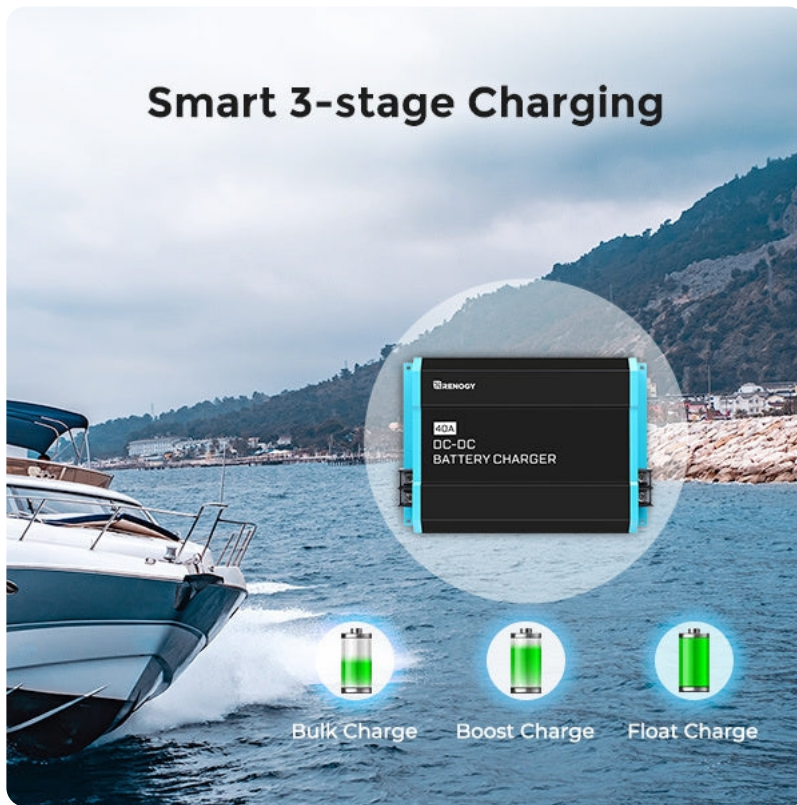 Smart 3-stage Charging
RENOGY
40A
DC-DC
BATTERY CHARGER
Bulk Charge
Boost Charge
Float Charge